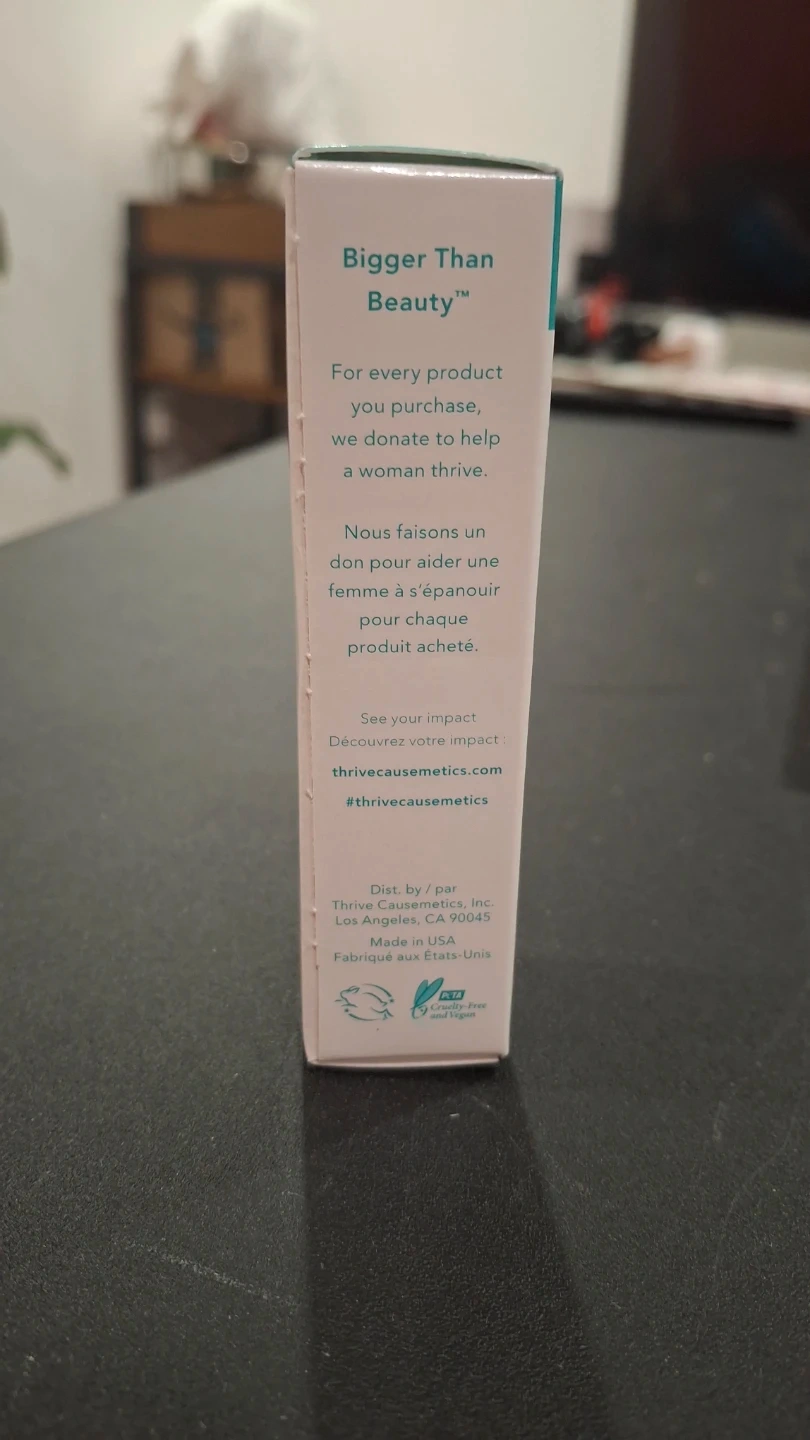 Bigger Than
Beauty™
For every product
you purchase,
we donate to help
a woman thrive.
Nous faisons un
don pour aider une
femme à s'épanouir
pour chaque
produit acheté.
See your impact
Découvrez votre impact :
thrivecausemetics.com
#thrivecausemetics
Dist. by / par
Thrive Causemetics, Inc.
Los Angeles, CA 90045
Made in USA
Fabriqué aux États-Unis
PETA
Cruelty-Free
and Vegan